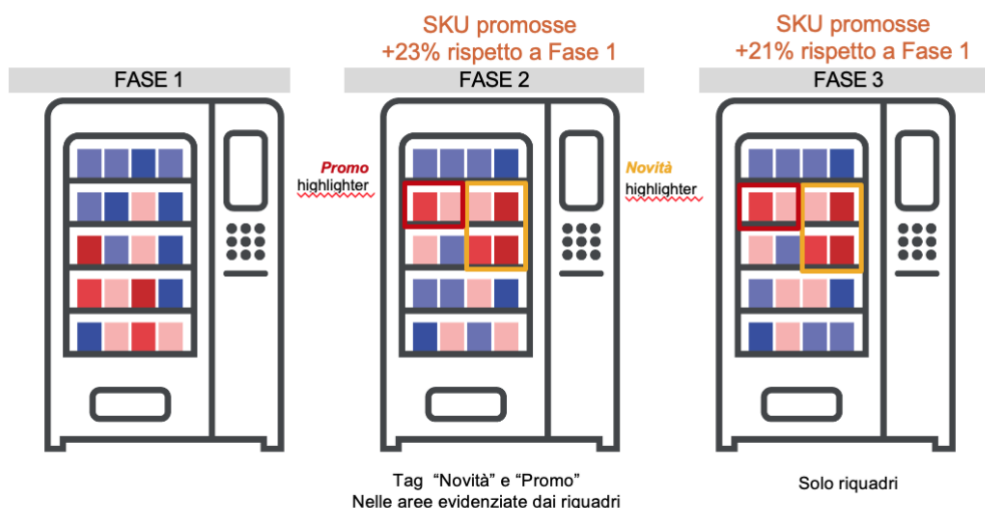 SKU promosse
+23% rispetto a Fase 1
SKU promosse
+21% rispetto a Fase 1
FASE 1
FASE 2
FASE 3
Promo
highlighter
Novità
highlighter
Tag “Novità” e “Promo”
Nelle aree evidenziate dai riquadri
Solo riquadri